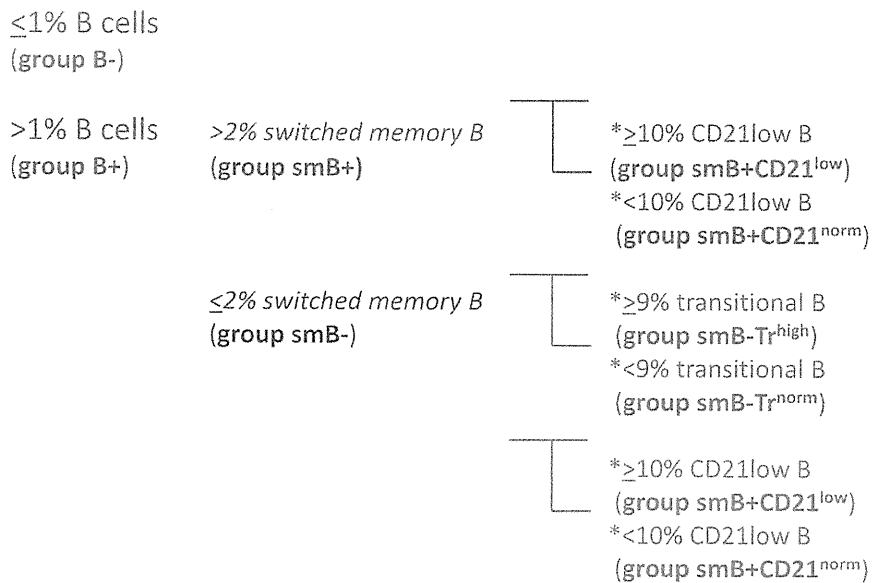 ≤1% B cells
(group B-)
>1% B cells
(group B+)
>2% switched memory B
(group smB+)
*≥10% CD21low B
(group smB+CD21low)
*<10% CD21low B
(group smB+CD21norm)
≤2% switched memory B
(group smB-)
*≥9% transitional B
(group smB-Trhigh)
*<9% transitional B
(group smB-Trnorm)
*≥10% CD21low B
(group smB+CD21low)
*<10% CD21low B
(group smB+CD21norm)